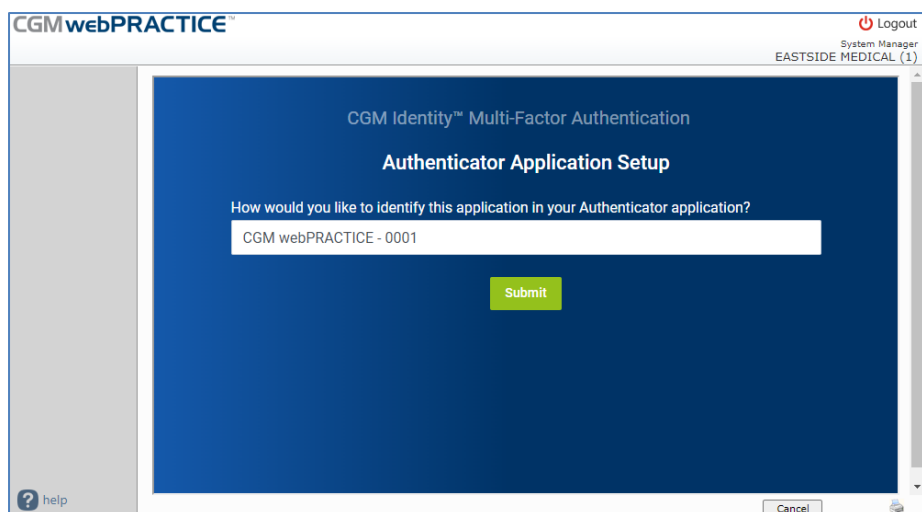 CGM webPRACTICE™
Logout
System Manager
EASTSIDE MEDICAL (1)
CGM Identity™ Multi-Factor Authentication
Authenticator Application Setup
How would you like to identify this application in your Authenticator application?
CGM webPRACTICE - 0001
Submit
? help
Cancel